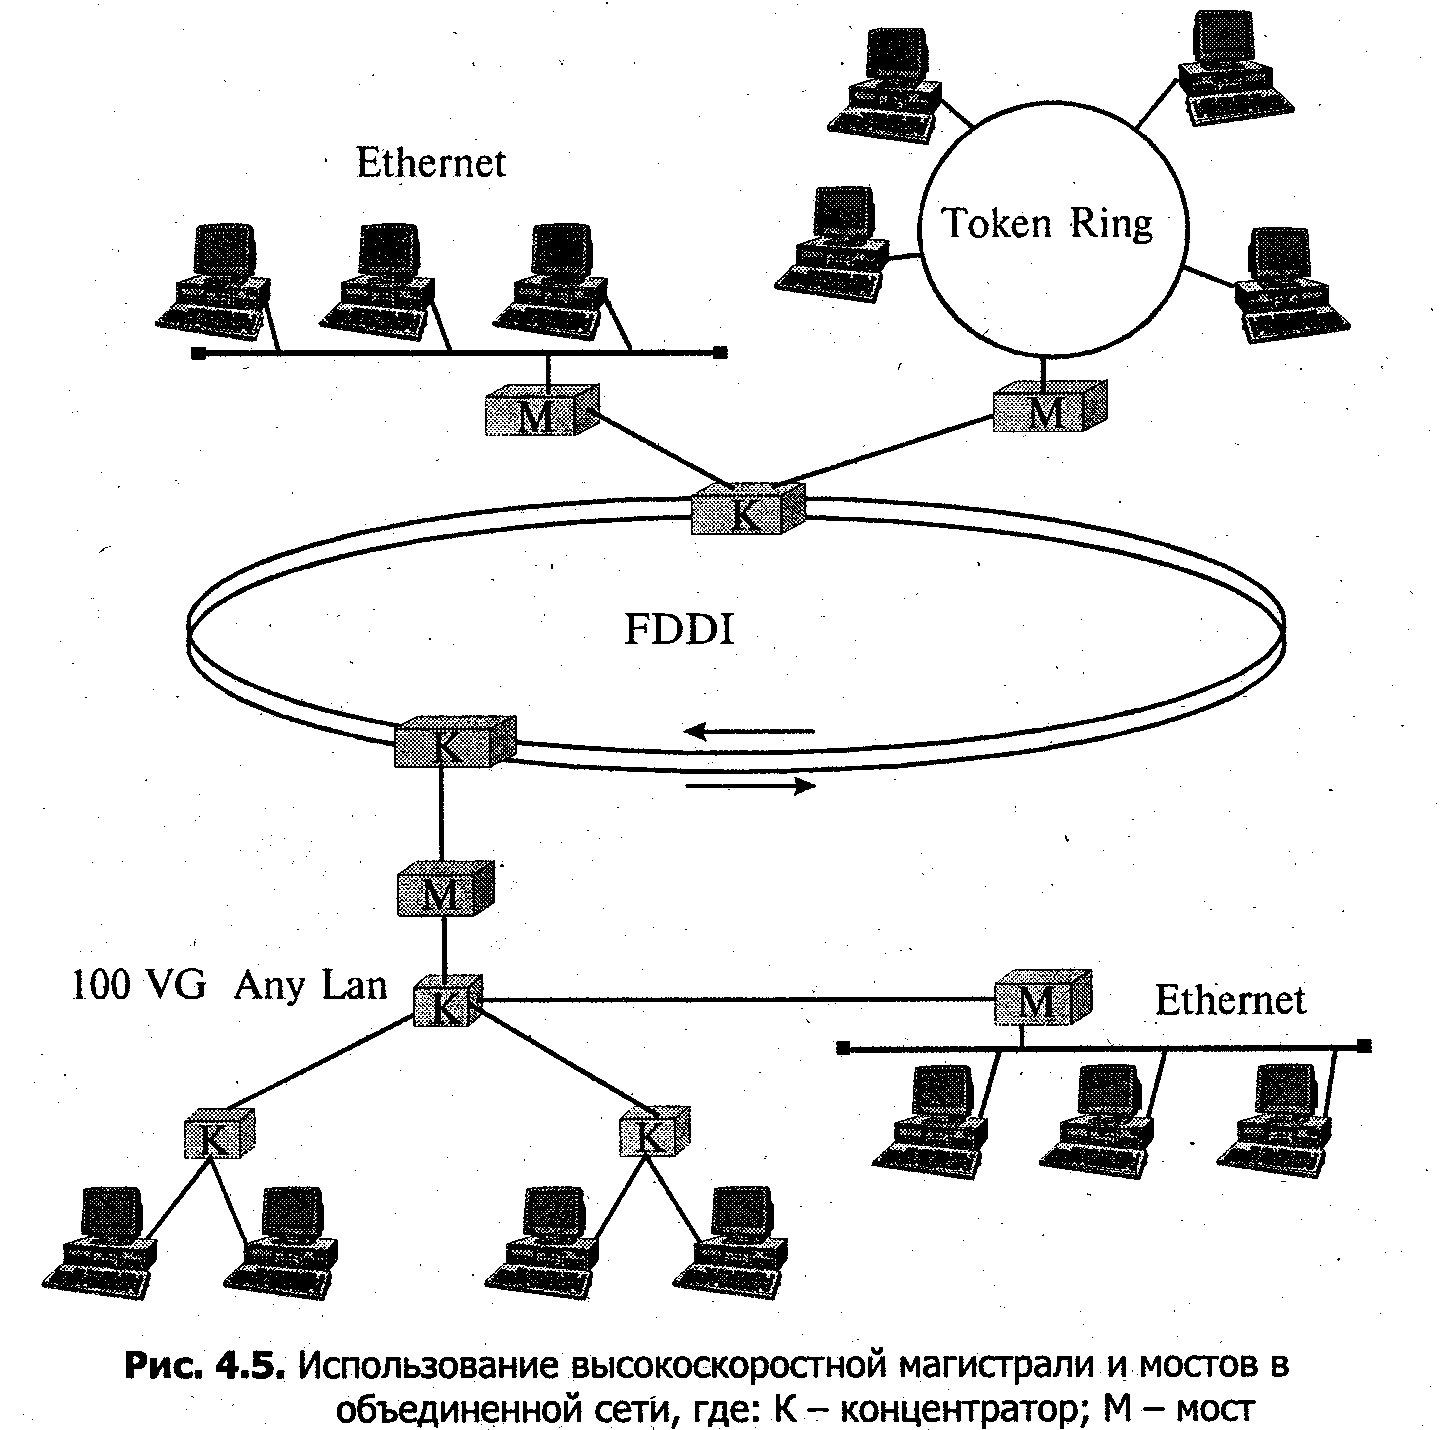 Ethernet
Token Ring
М
М
К
FDDI
К
М
100 VG Any Lan
К
М
Ethernet
К
К
Рис. 4.5. Использование высокоскоростной магистрали и мостов в
объединенной сети, где: К – концентратор; М – мост